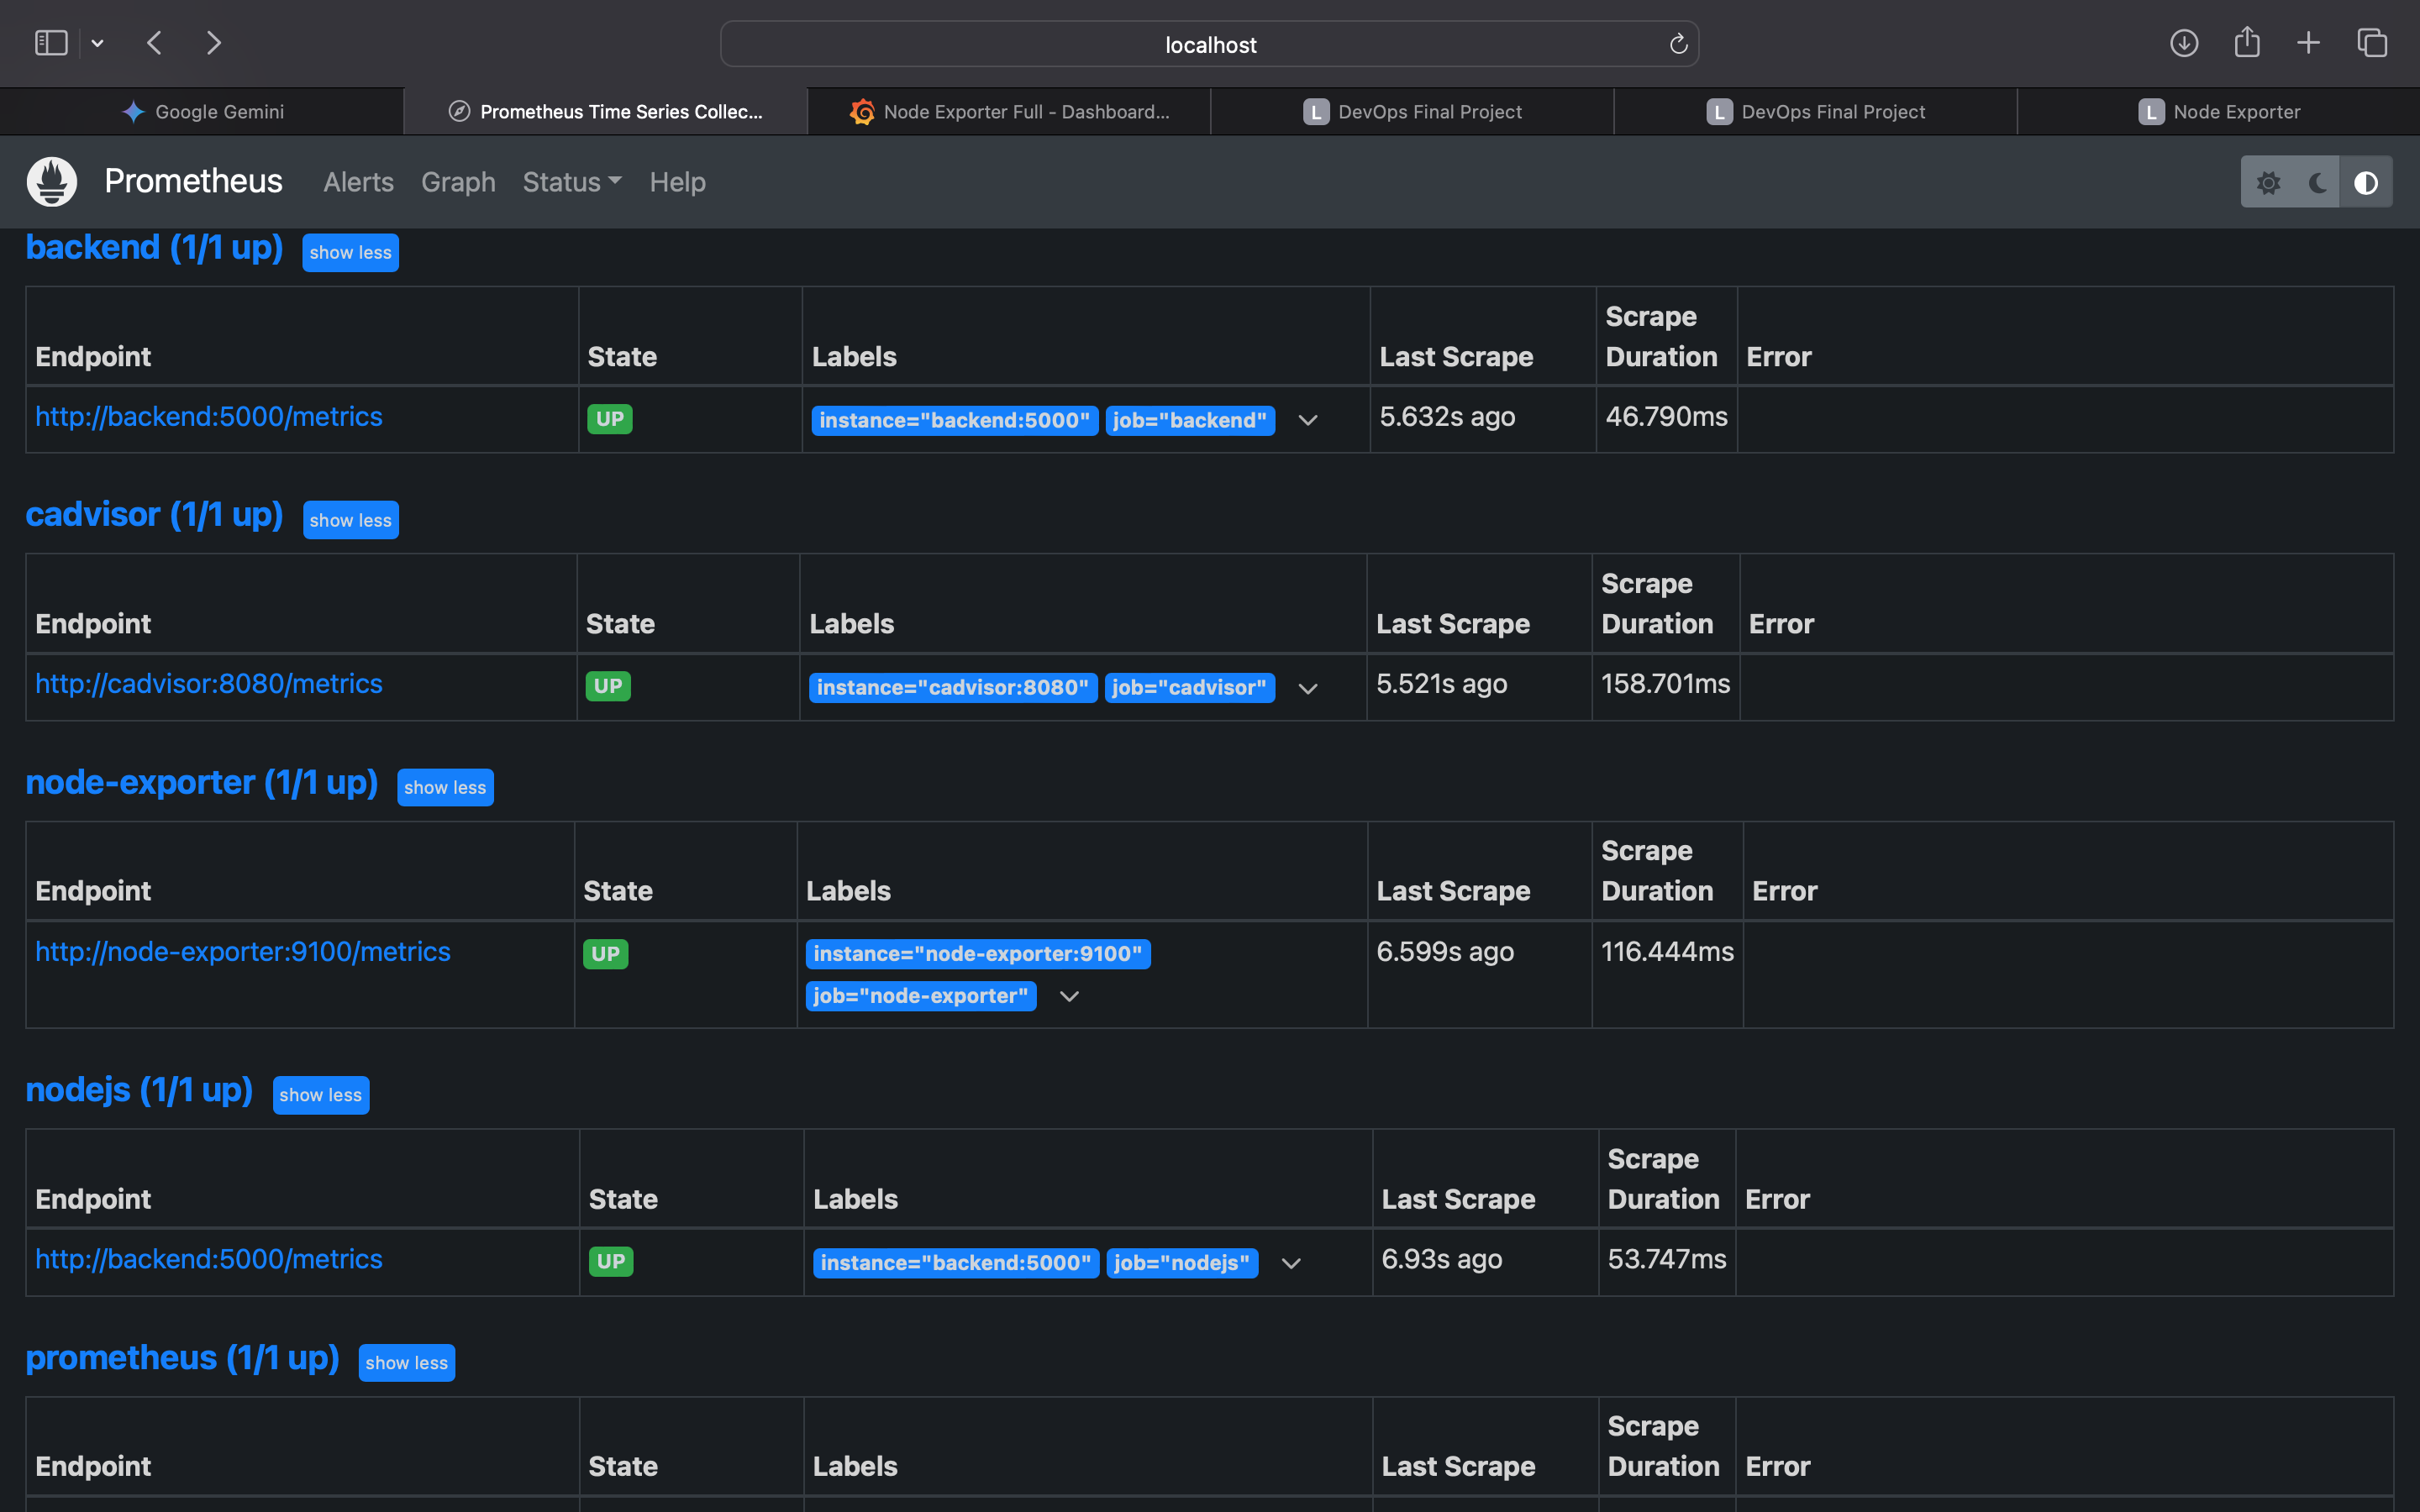 localhost
Google Gemini
Prometheus Time Series Collec...
Node Exporter Full - Dashboard...
L DevOps Final Project
L DevOps Final Project
L Node Exporter
Prometheus Alerts Graph Status Help
backend (1/1 up) show less
Endpoint State Labels Last Scrape Scrape Duration Error
http://backend:5000/metrics UP instance="backend:5000" job="backend" 5.632s ago 46.790ms
cadvisor (1/1 up) show less
Endpoint State Labels Last Scrape Scrape Duration Error
http://cadvisor:8080/metrics UP instance="cadvisor:8080" job="cadvisor" 5.521s ago 158.701ms
node-exporter (1/1 up) show less
Endpoint State Labels Last Scrape Scrape Duration Error
http://node-exporter:9100/metrics UP instance="node-exporter:9100" 6.599s ago 116.444ms
job="node-exporter"
nodejs (1/1 up) show less
Endpoint State Labels Last Scrape Scrape Duration Error
http://backend:5000/metrics UP instance="backend:5000" job="nodejs" 6.93s ago 53.747ms
prometheus (1/1 up) show less
Endpoint State Labels Last Scrape Scrape Duration Error